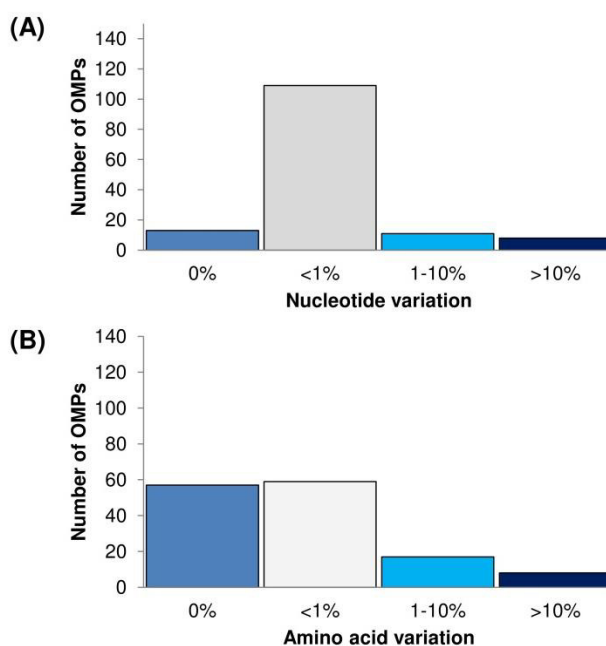 (A)
Number of OMPs
140
120
100
80
60
40
20
0
0% <1% 1-10% >10%
Nucleotide variation
(B)
Number of OMPs
140
120
100
80
60
40
20
0
0% <1% 1-10% >10%
Amino acid variation